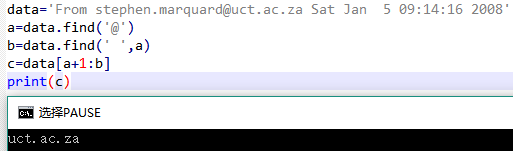 data='From stephen.marquard@uct.ac.za Sat Jan  5 09:14:16 2008'
a=data.find('@')
b=data.find(' ',a)
c=data[a+1:b]
print(c)
选择PAUSE
uct.ac.za